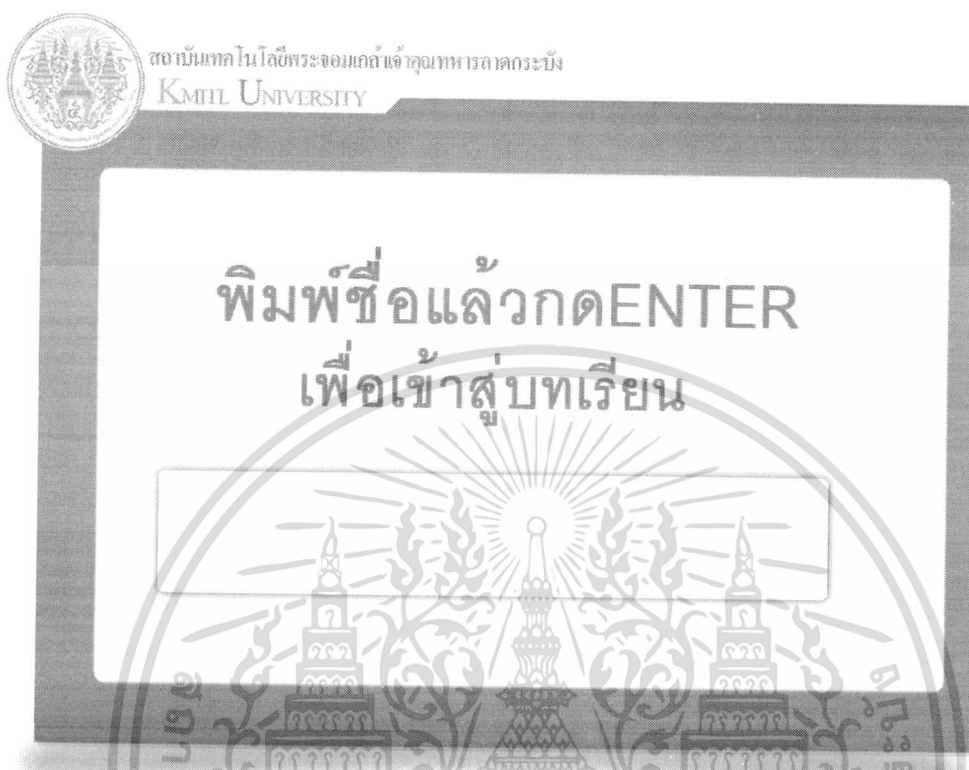 สถาบันเทคโนโลยีพระจอมเกล้าเจ้าคุณทหารลาดกระบัง
KMITL UNIVERSITY
พิมพ์ชื่อแล้วกดENTER
เพื่อเข้าสู่บทเรียน